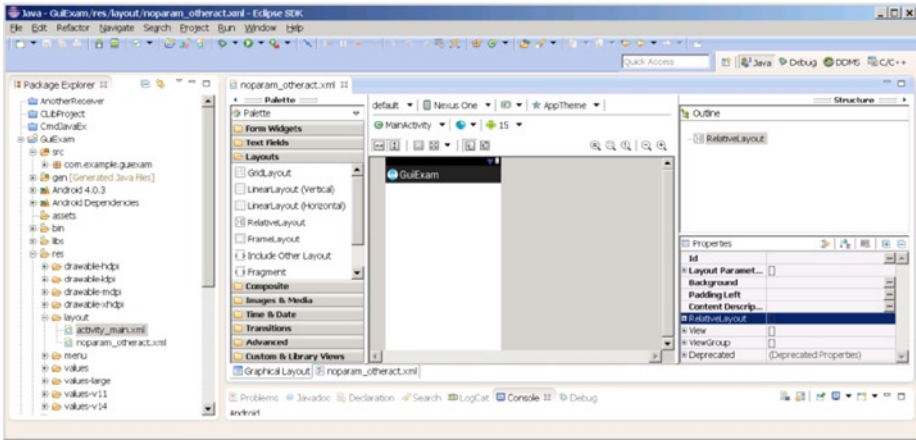 Java - GuiExam/res/layout/noparam_otheract.xml - Eclipse SDK
File Edit Refactor Navigate Search Project Run Window Help
Quick Access
Java Debug DDMS C/C++
Package Explorer
AnotherReceiver
CLibProject
CmdJavaEx
GuiExam
src
com.example.guiexam
gen [Generated Java Files]
Android 4.0.3
Android Dependencies
assets
bin
libs
res
drawable-hdpi
drawable-ldpi
drawable-mdpi
drawable-xhdpi
layout
activity_main.xml
noparam_otheract.xml
menu
values
values-large
values-v11
values-v14
noparam_otheract.xml
Palette
Palette
Form Widgets
Text Fields
Layouts
GridLayout
LinearLayout (Vertical)
LinearLayout (Horizontal)
RelativeLayout
FrameLayout
Include Other Layout
Fragment
Composite
Images & Media
Time & Date
Transitions
Advanced
Custom & Library Views
default Nexus One AppTheme
MainActivity 15
GuiExam
Graphical Layout noparam_otheract.xml
Structure
Outline
RelativeLayout
Properties
Id
Layout Paramet... []
Background
Padding Left
Content Descrip...
RelativeLayout []
View []
ViewGroup []
Deprecated (Deprecated Properties)
Problems Javadoc Declaration Search LogCat Console Debug
Android